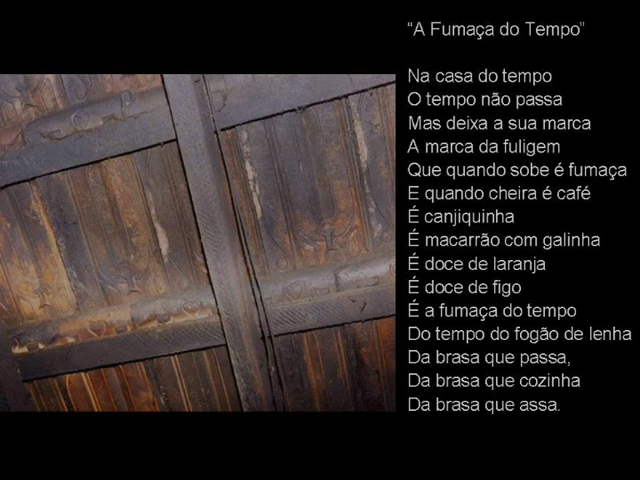 “A Fumaça do Tempo”
Na casa do tempo
O tempo não passa
Mas deixa a sua marca
A marca da fuligem
Que quando sobe é fumaça
E quando cheira é café
É canjiquinha
É macarrão com galinha
É doce de laranja
É doce de figo
É a fumaça do tempo
Do tempo do fogão de lenha
Da brasa que passa,
Da brasa que cozinha
Da brasa que assa.